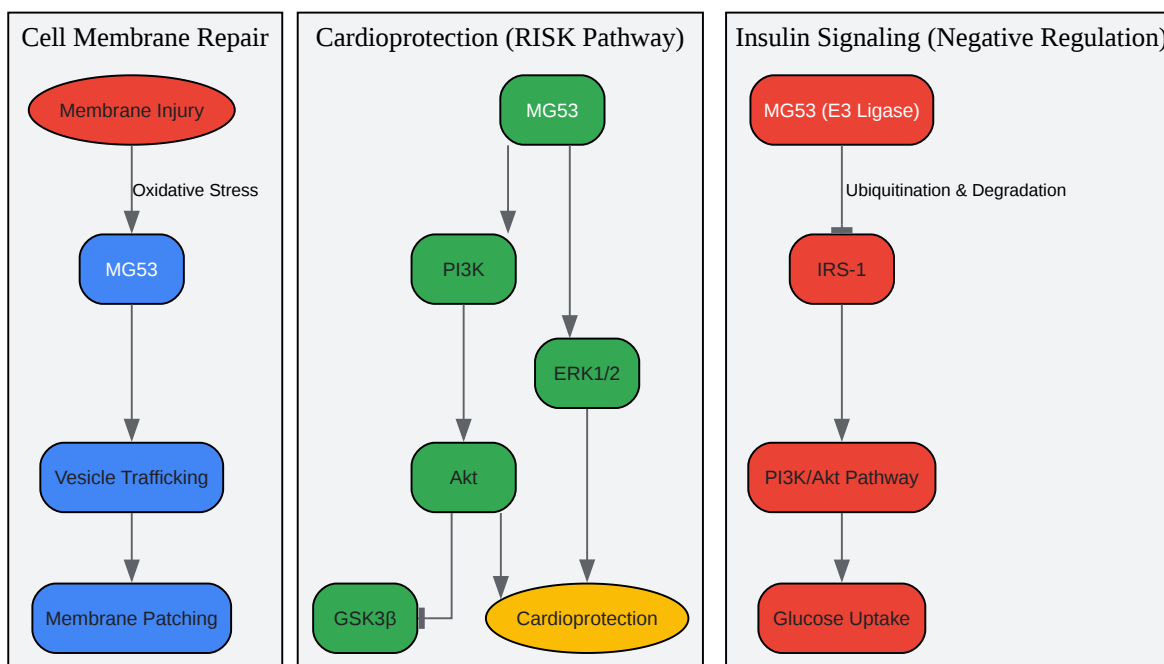 Cell Membrane Repair
Membrane Injury
Oxidative Stress
MG53
Vesicle Trafficking
Membrane Patching
Cardioprotection (RISK Pathway)
MG53
PI3K
ERK1/2
Akt
GSK3β
Cardioprotection
Insulin Signaling (Negative Regulation)
MG53 (E3 Ligase)
Ubiquitination & Degradation
IRS-1
PI3K/Akt Pathway
Glucose Uptake